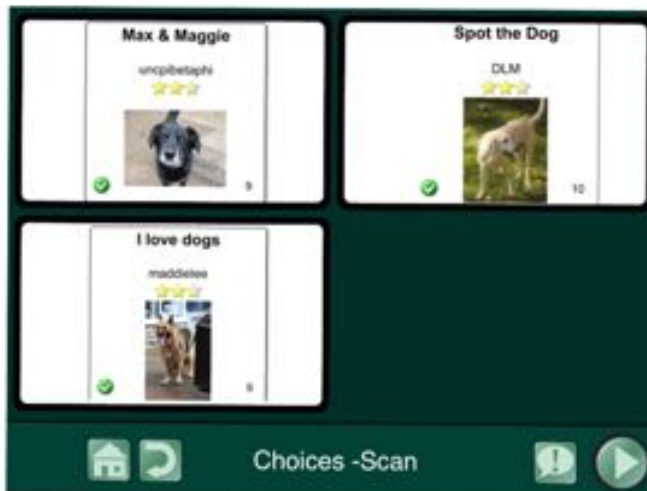 Max & Maggie
uncpibetaphi
9
Spot the Dog
DLM
10
I love dogs
maddielee
9
Choices -Scan